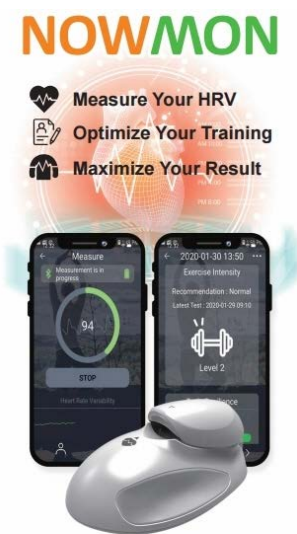 NOWMON
Measure Your HRV
Optimize Your Training
Maximize Your Result
Measure
Measurement is in
progress
94
STOP
Heart Rate Variability
2020-01-30 13:50
Exercise Intensity
Recommendation : Normal
Latest Test : 2020-01-29 09:10
Level 2